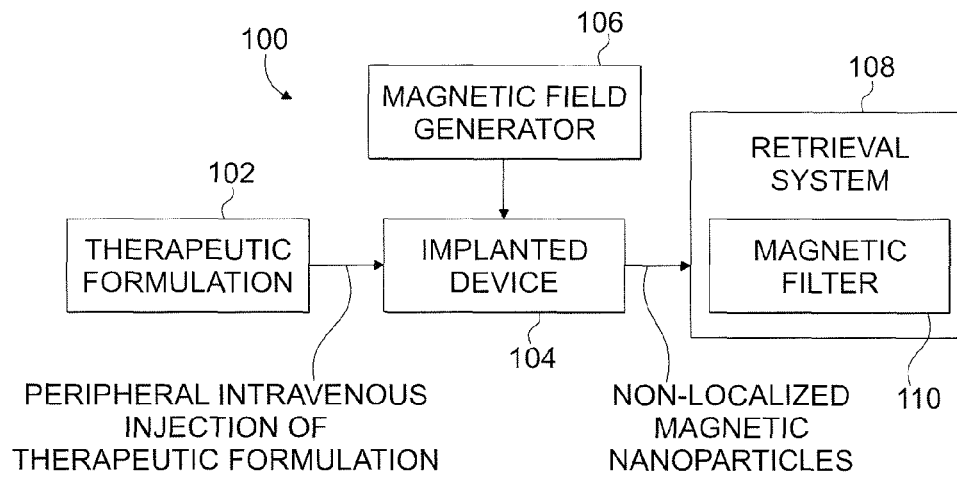 100
106
MAGNETIC FIELD
GENERATOR
108
RETRIEVAL
SYSTEM
102
THERAPEUTIC
FORMULATION
IMPLANTED
DEVICE
MAGNETIC
FILTER
104
110
PERIPHERAL INTRAVENOUS
INJECTION OF
THERAPEUTIC FORMULATION
NON-LOCALIZED
MAGNETIC
NANOPARTICLES